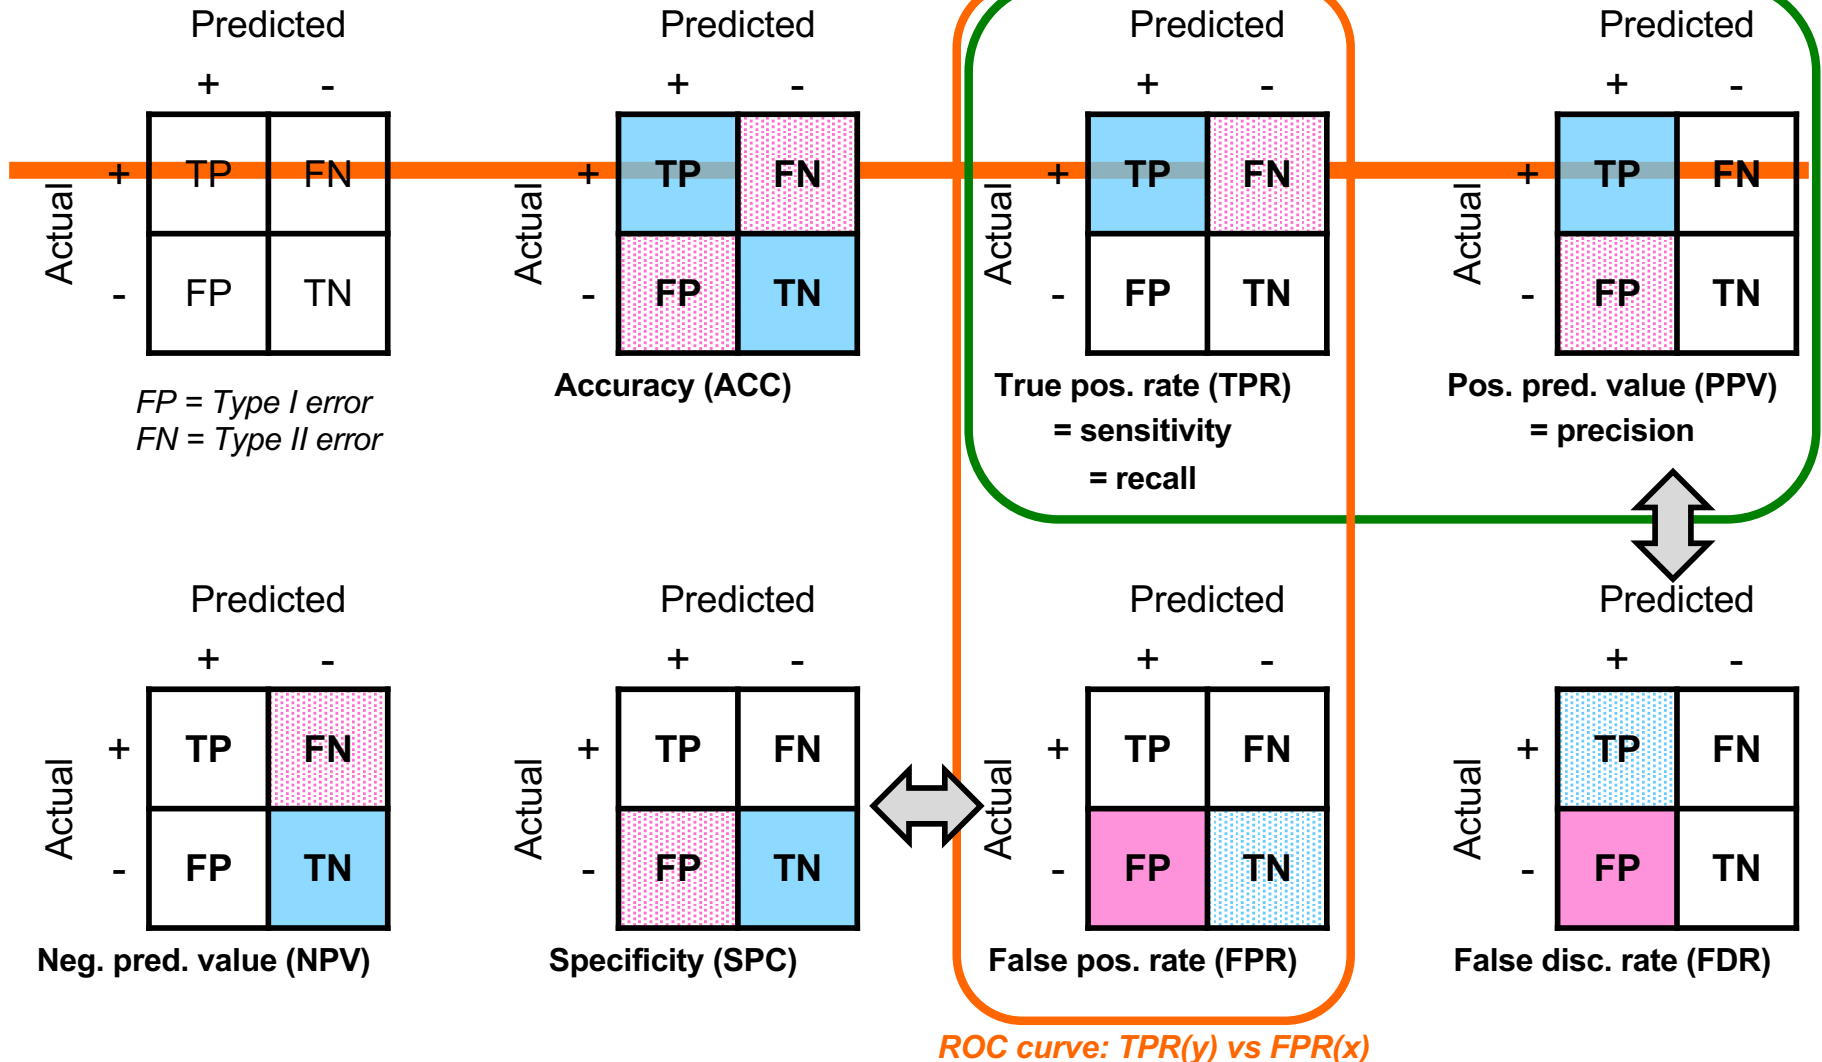 Predicted Predicted Predicted Predicted
+ - + - + - + -
Actual + TP FN Actual + TP FN Actual + TP FN Actual + TP FN
- FP TN - FP TN - FP TN - FP TN
FP = Type I error
FN = Type II error
Accuracy (ACC)
True pos. rate (TPR)
= sensitivity
= recall
Pos. pred. value (PPV)
= precision
Predicted Predicted Predicted Predicted
+ - + - + - + -
Actual + TP FN Actual + TP FN Actual + TP FN Actual + TP FN
- FP TN - FP TN - FP TN - FP TN
Neg. pred. value (NPV)
Specificity (SPC)
False pos. rate (FPR)
False disc. rate (FDR)
ROC curve: TPR(y) vs FPR(x)